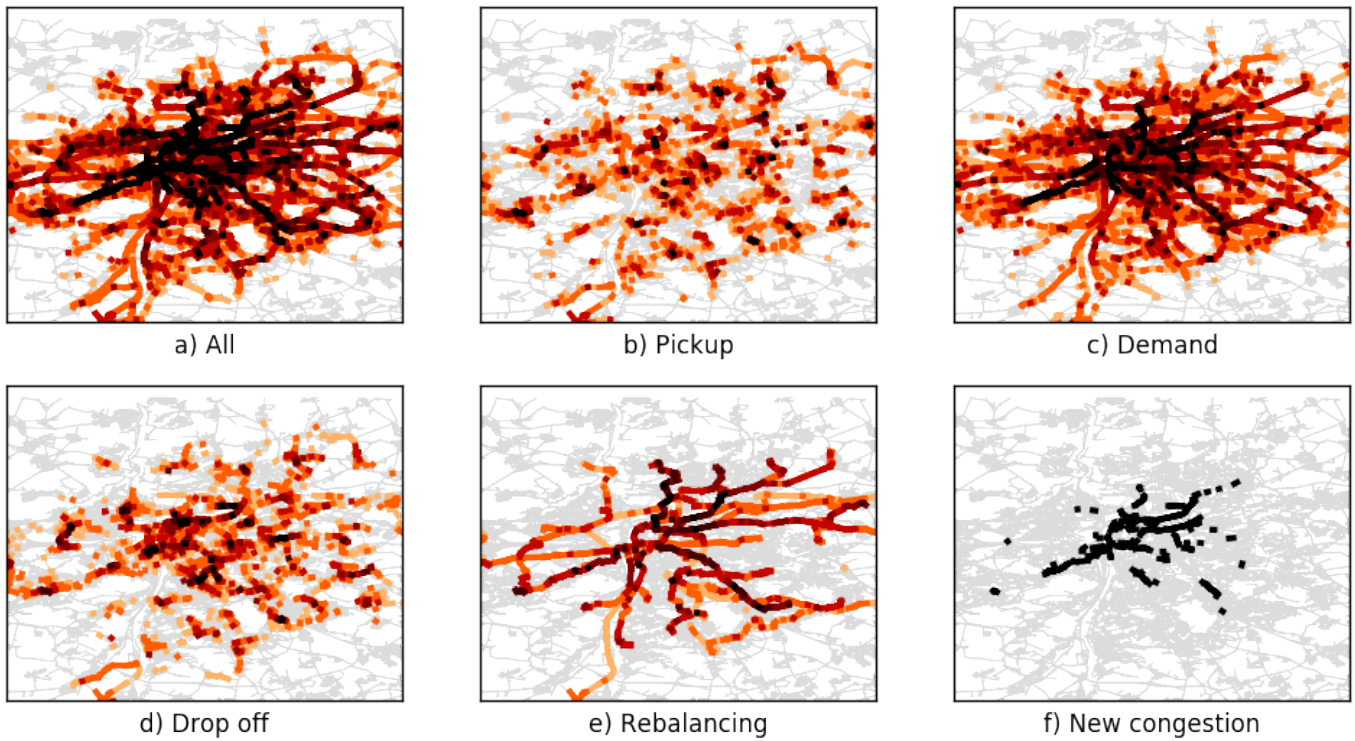 a) All
b) Pickup
c) Demand
d) Drop off
e) Rebalancing
f) New congestion